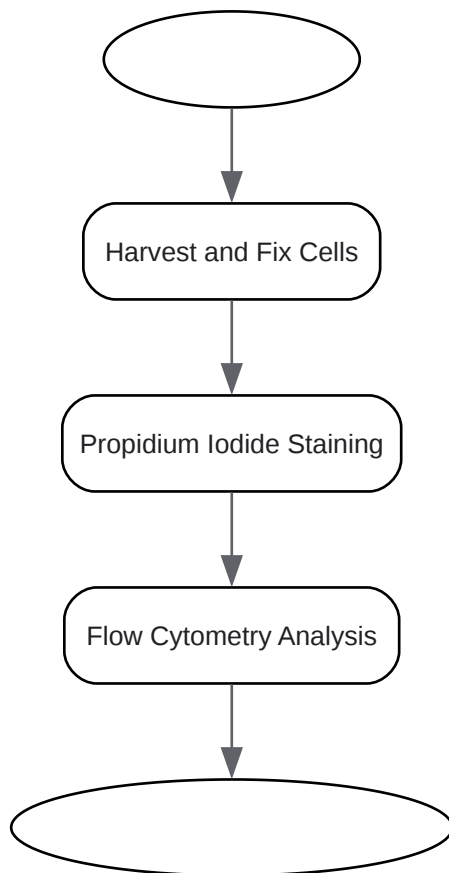 Harvest and Fix Cells
Propidium Iodide Staining
Flow Cytometry Analysis